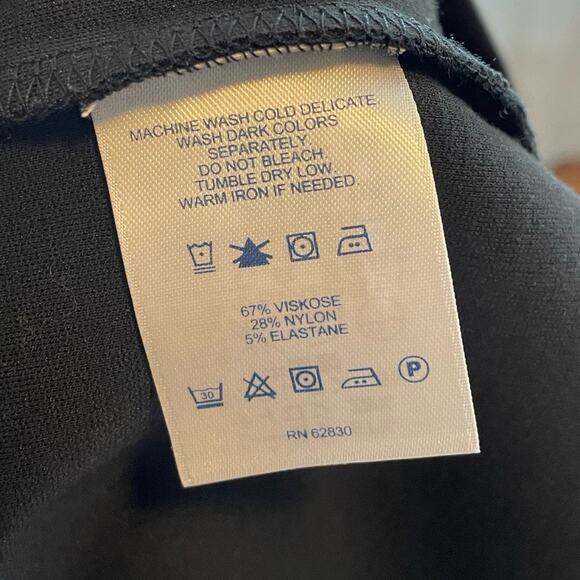 MACHINE WASH COLD DELICATE
WASH DARK COLORS
SEPARATELY
DO NOT BLEACH.
TUMBLE DRY LOW.
WARM IRON IF NEEDED.
67% VISKOSE
28% NYLON
5% ELASTANE
30 P
RN 62830